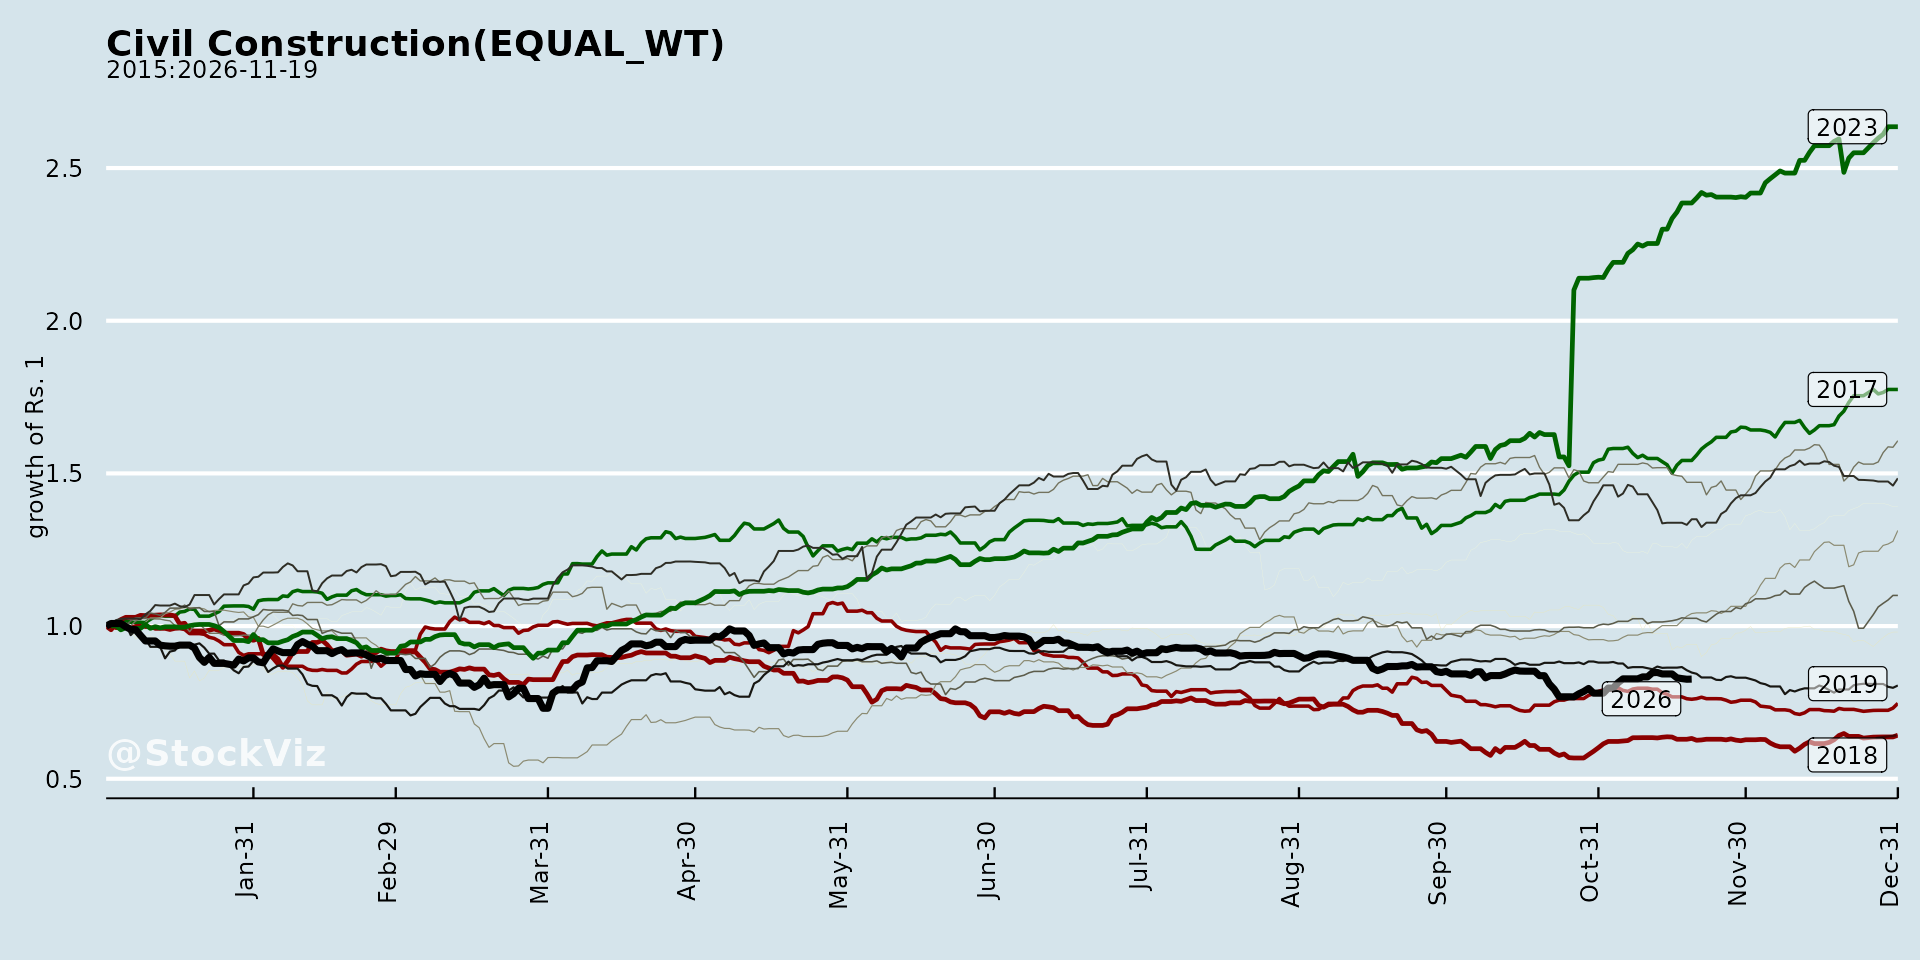 Civil Construction(EQUAL_WT)
2015:2026-11-19
growth of Rs. 1
2.5
2.0
1.5
1.0
0.5
2023
2017
2019
2026
2018
@StockViz
Jan-31
Feb-29
Mar-31
Apr-30
May-31
Jun-30
Jul-31
Aug-31
Sep-30
Oct-31
Nov-30
Dec-31